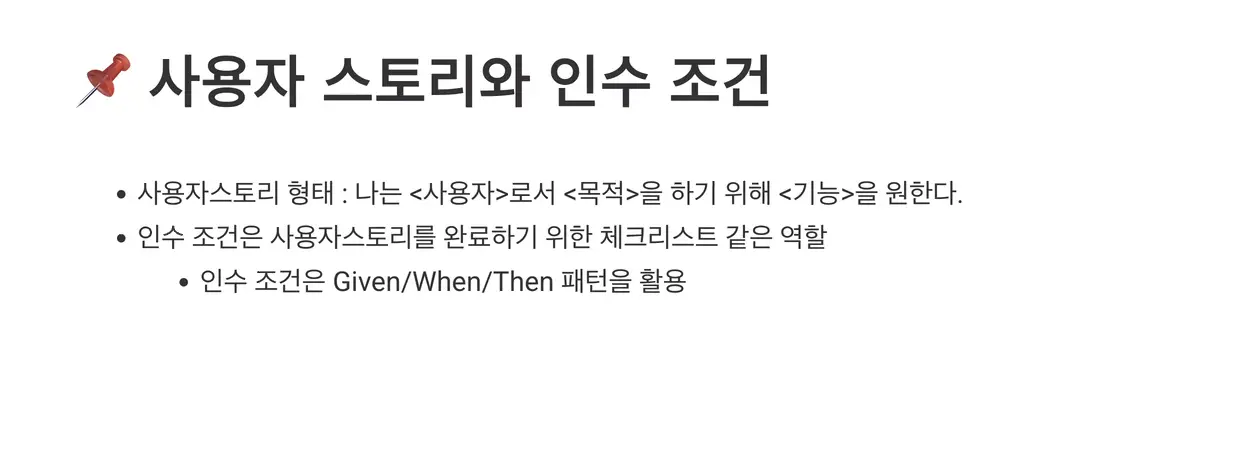 📌 사용자 스토리와 인수 조건
• 사용자스토리 형태 : 나는 <사용자>로서 <목적>을 하기 위해 <기능>을 원한다.
• 인수 조건은 사용자스토리를 완료하기 위한 체크리스트 같은 역할
• 인수 조건은 Given/When/Then 패턴을 활용